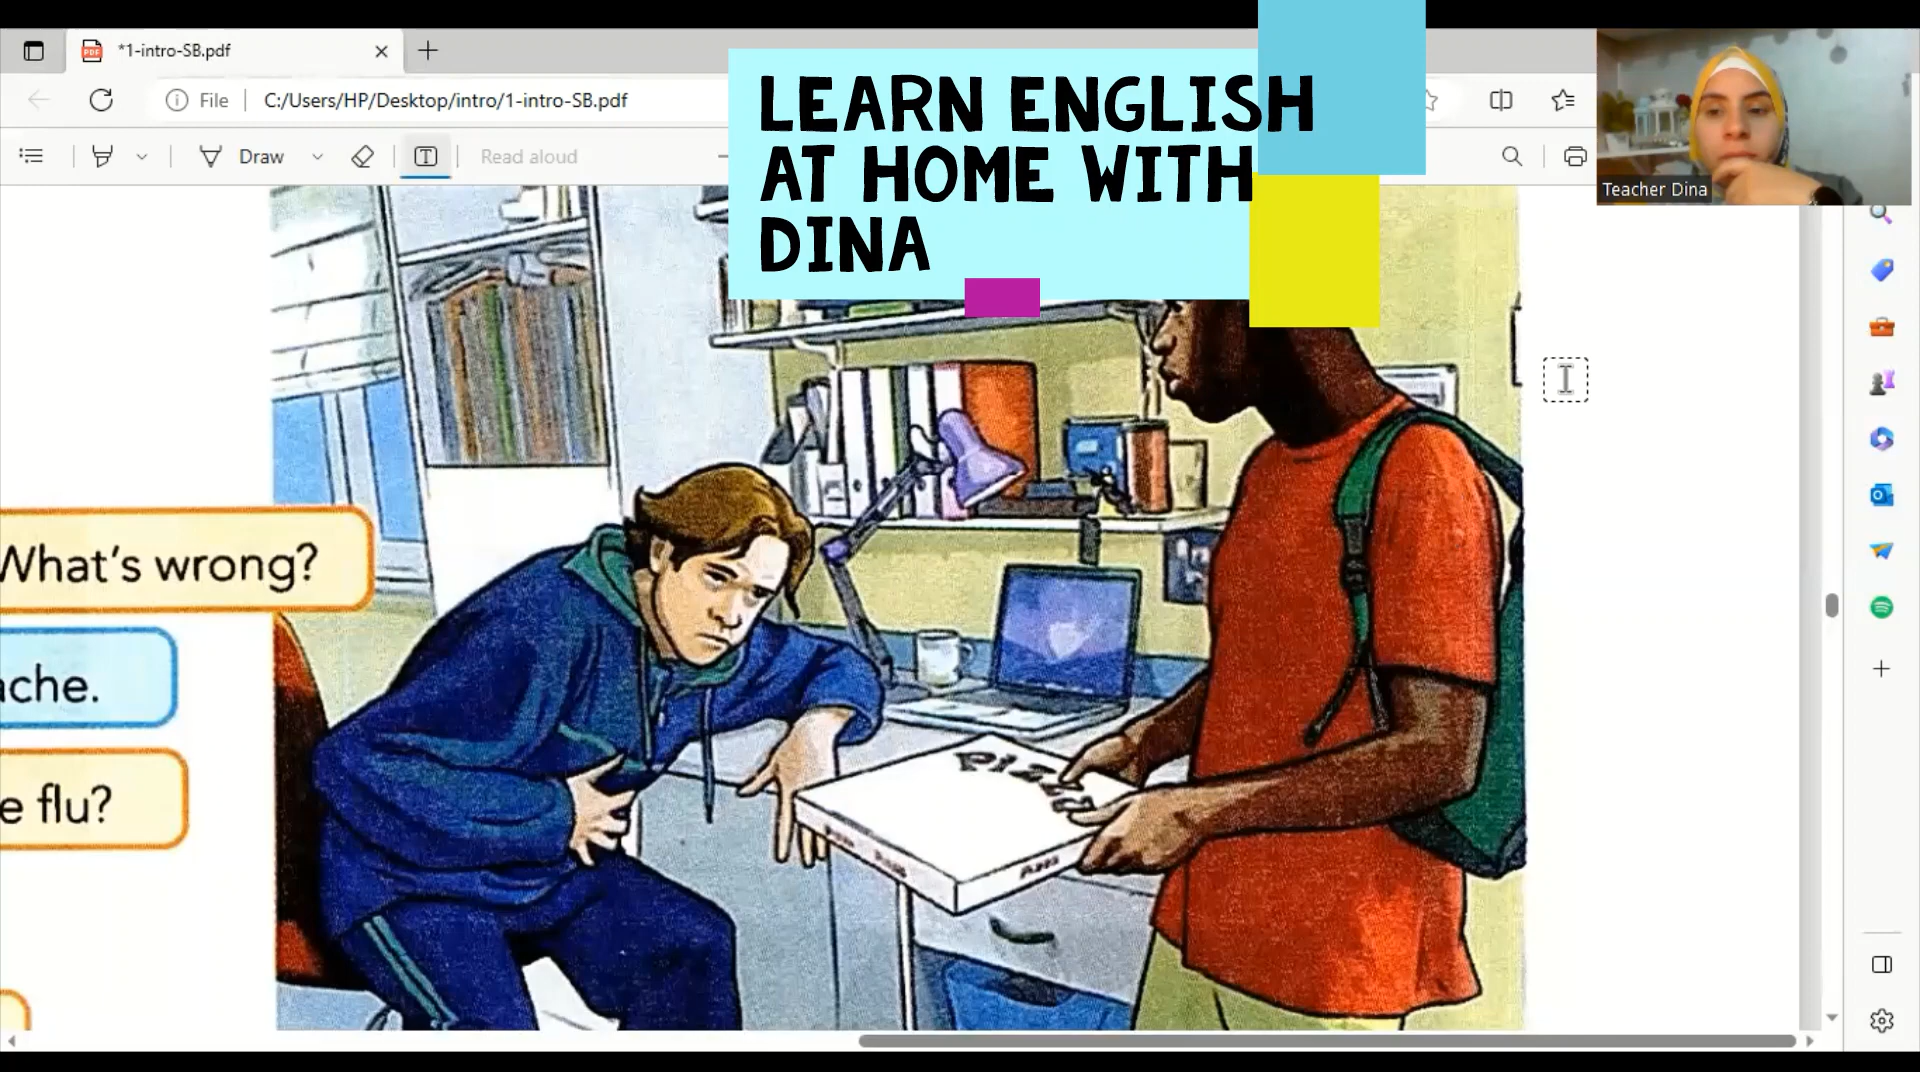 *1-intro-SB.pdf
File
C:/Users/HP/Desktop/intro/1-intro-SB.pdf
Draw
Read aloud
LEARN ENGLISH
AT HOME WITH
DINA
Teacher Dina
What's wrong?
ache.
e flu?
Pizza